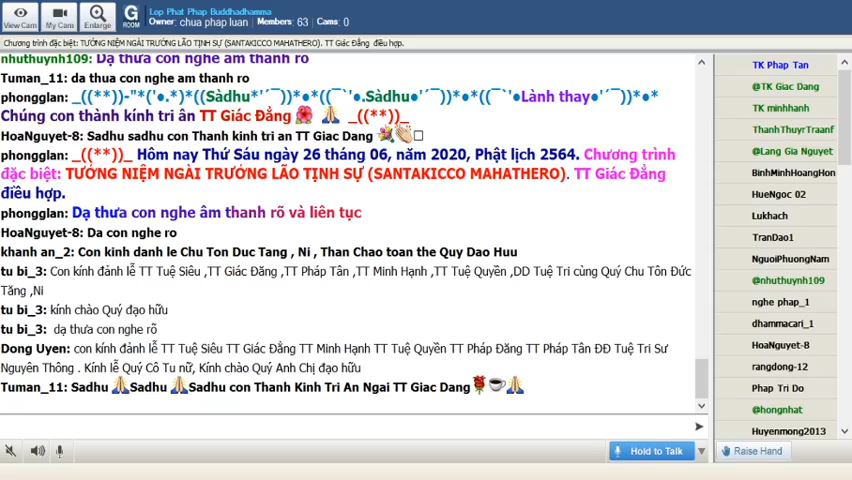 View Cam
My Cam
Enlarge
G
ROOM
Lop Phat Phap Buddhadhamma
Owner: chua phap luan Members: 63 Cams: 0
Chương trình đặc biệt: TƯỞNG NIỆM NGÀI TRƯỞNG LÃO TỊNH SỰ (SANTAKICCO MAHATHERO). TT Giác Đẳng điều hợp.
nhuthuynh109: Dạ thưa con nghe âm thanh rõ
Tuman_11: da thua con nghe am thanh ro
phongglan: _((**))-"*('•.*)*((Sàdhu*'´¯))•*•((¯`'•.Sàdhu•'´¯))*•*((¯`'•Lành thay•'´¯))*•*
Chúng con thành kính tri ân TT Giác Đẳng 🌺 🙏 _((**))_
HoaNguyet-8: Sadhu sadhu con Thanh kinh tri an TT Giac Dang 💐👏□
phongglan: _((**))_ Hôm nay Thứ Sáu ngày 26 tháng 06, năm 2020, Phật lịch 2564. Chương trình
đặc biệt: TƯỞNG NIỆM NGÀI TRƯỞNG LÃO TỊNH SỰ (SANTAKICCO MAHATHERO). TT Giác Đẳng
điều hợp.
phongglan: Dạ thưa con nghe âm thanh rõ và liên tục
HoaNguyet-8: Da con nghe ro
khanh an_2: Con kinh danh le Chu Ton Duc Tang , Ni , Than Chao toan the Quy Dao Huu
tu bi_3: Con kính đảnh lễ TT Tuệ Siêu ,TT Giác Đăng ,TT Pháp Tân ,TT Minh Hạnh ,TT Tuệ Quyền ,DD Tuệ Tri cùng Quý Chu Tôn Đức
Tăng ,Ni
tu bi_3: kính chào Quý đạo hữu
tu bi_3: dạ thưa con nghe rõ
Dong Uyen: con kính đảnh lễ TT Tuệ Siêu TT Giác Đẳng TT Minh Hạnh TT Tuệ Quyền TT Pháp Đăng TT Pháp Tân ĐĐ Tuệ Tri Sư
Nguyên Thông . Kính lễ Quý Cô Tu nữ, Kính chào Quý Anh Chị đạo hữu
Tuman_11: Sadhu 🙏Sadhu 🙏Sadhu con Thanh Kinh Tri An Ngai TT Giac Dang🌹☕🙏
TK Phap Tan
@TK Giac Dang
TK minhhanh
ThanhThuyrTraanf
@Lang Gia Nguyet
BinhMinhHoangHon
HueNgoc 02
Lukhach
TranDao1
NguoiPhuongNam
@nhuthuynh109
nghe phap_1
dhammacari_1
HoaNguyet-8
rangdong-12
Phap Tri Do
@hongnhat
Huyenmong2013
Hold to Talk
Raise Hand